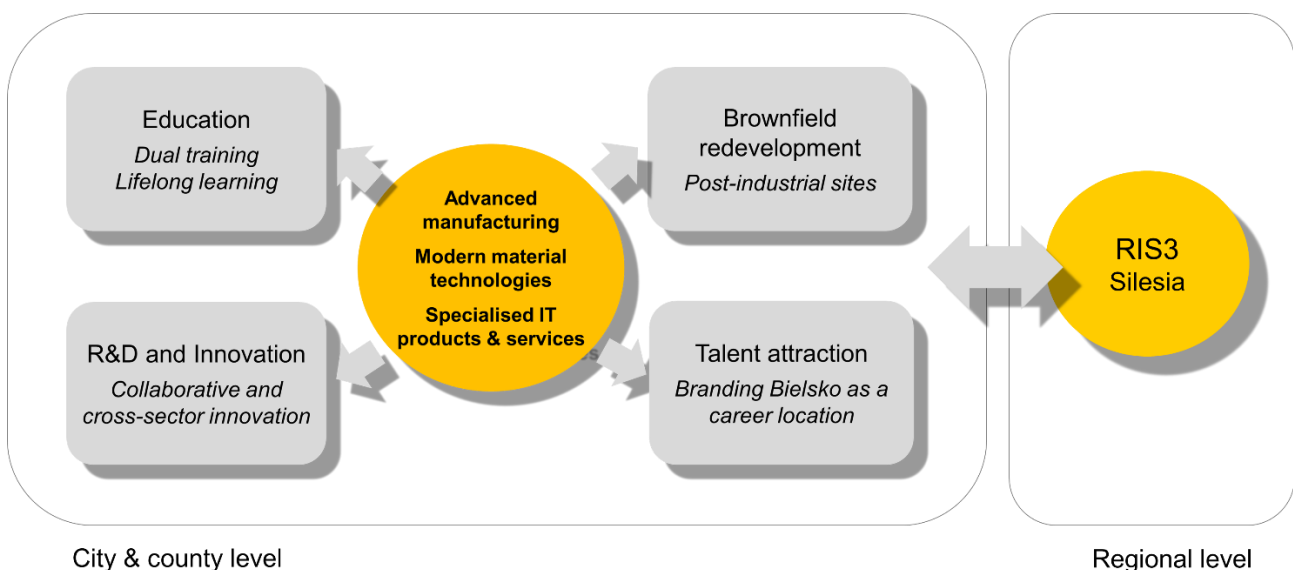 Education
Dual training
Lifelong learning
Brownfield
redevelopment
Post-industrial sites
Advanced
manufacturing
Modern material
technologies
Specialised IT
products & services
R&D and Innovation
Collaborative and
cross-sector innovation
Talent attraction
Branding Bielsko as a
career location
RIS3
Silesia
City & county level
Regional level